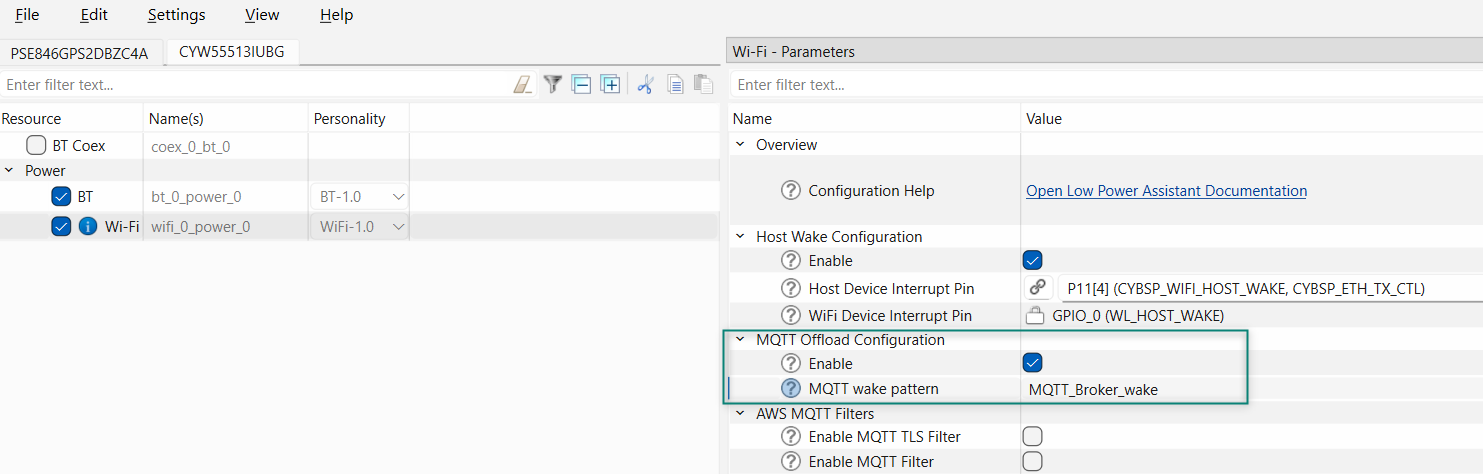 File Edit Settings View Help
PSE846GPS2DBZC4A CYW55513IUBG
Enter filter text...
Resource Name(s) Personality
BT Coex coex_0_bt_0
Power
BT bt_0_power_0 BT-1.0
Wi-Fi wifi_0_power_0 WiFi-1.0
Wi-Fi - Parameters
Enter filter text...
Name Value
Overview
Configuration Help Open Low Power Assistant Documentation
Host Wake Configuration
Enable
Host Device Interrupt Pin P11[4] (CYBSP_WIFI_HOST_WAKE, CYBSP_ETH_TX_CTL)
WiFi Device Interrupt Pin GPIO_0 (WL_HOST_WAKE)
MQTT Offload Configuration
Enable
MQTT wake pattern MQTT_Broker_wake
AWS MQTT Filters
Enable MQTT TLS Filter
Enable MQTT Filter